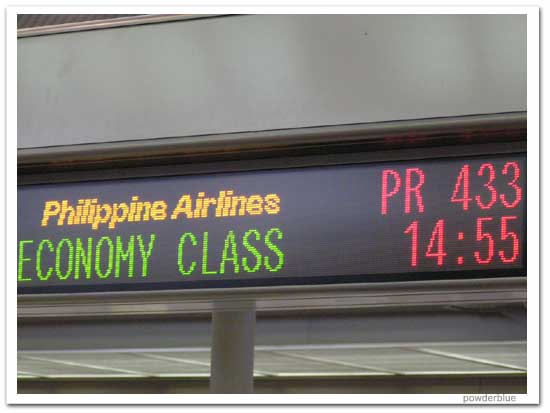 Philippine Airlines PR 433
ECONOMY CLASS 14:55
powderblue